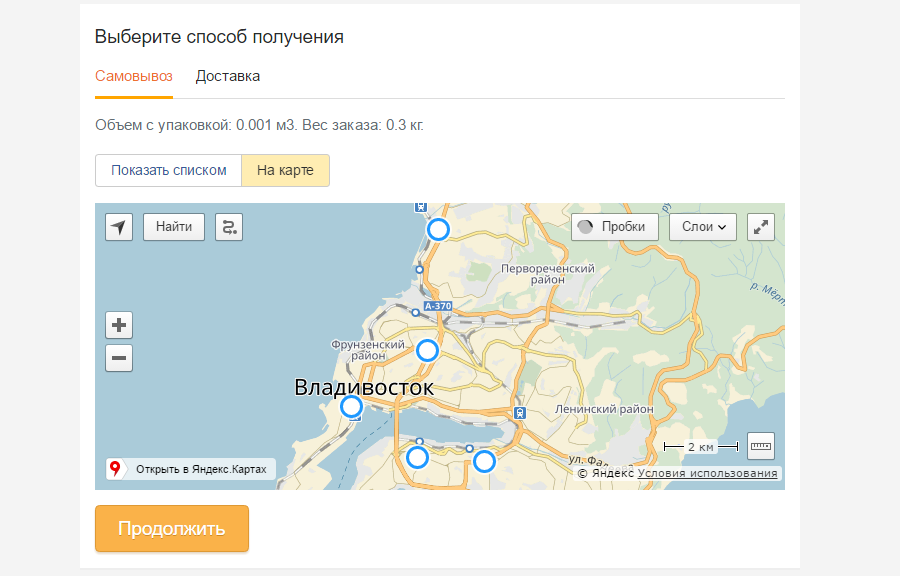 Выберите способ получения
Самовывоз Доставка
Объем с упаковкой: 0.001 м3. Вес заказа: 0.3 кг.
Показать списком На карте
Найти Пробки Слои
Первореченский
район
А-370
Фрунзенский
район
Владивосток
Ленинский район
2 км
Открыть в Яндекс.Картах
© Яндекс Условия использования
Продолжить